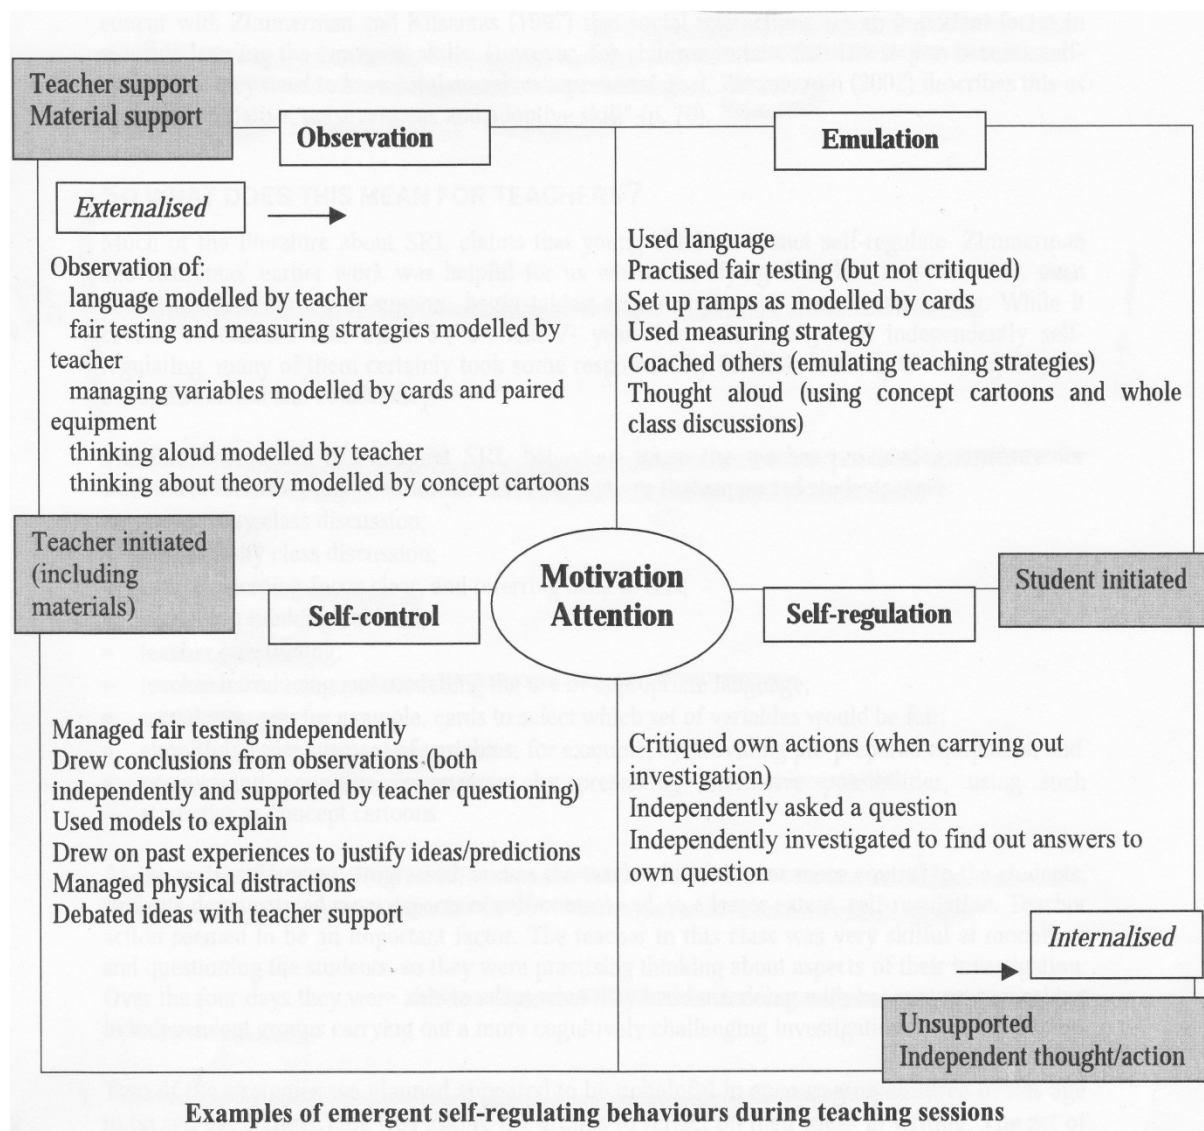 Teacher support
Material support
Observation
Emulation
Externalised
Observation of:
language modelled by teacher
fair testing and measuring strategies modelled by
teacher
managing variables modelled by cards and paired
equipment
thinking aloud modelled by teacher
thinking about theory modelled by concept cartoons
Used language
Practised fair testing (but not critiqued)
Set up ramps as modelled by cards
Used measuring strategy
Coached others (emulating teaching strategies)
Thought aloud (using concept cartoons and whole
class discussions)
Teacher initiated
(including
materials)
Self-control
Motivation
Attention
Self-regulation
Student initiated
Managed fair testing independently
Drew conclusions from observations (both
independently and supported by teacher questioning)
Used models to explain
Drew on past experiences to justify ideas/predictions
Managed physical distractions
Debated ideas with teacher support
Critiqued own actions (when carrying out
investigation)
Independently asked a question
Independently investigated to find out answers to
own question
Internalised
Unsupported
Independent thought/action
Examples of emergent self-regulating behaviours during teaching sessions